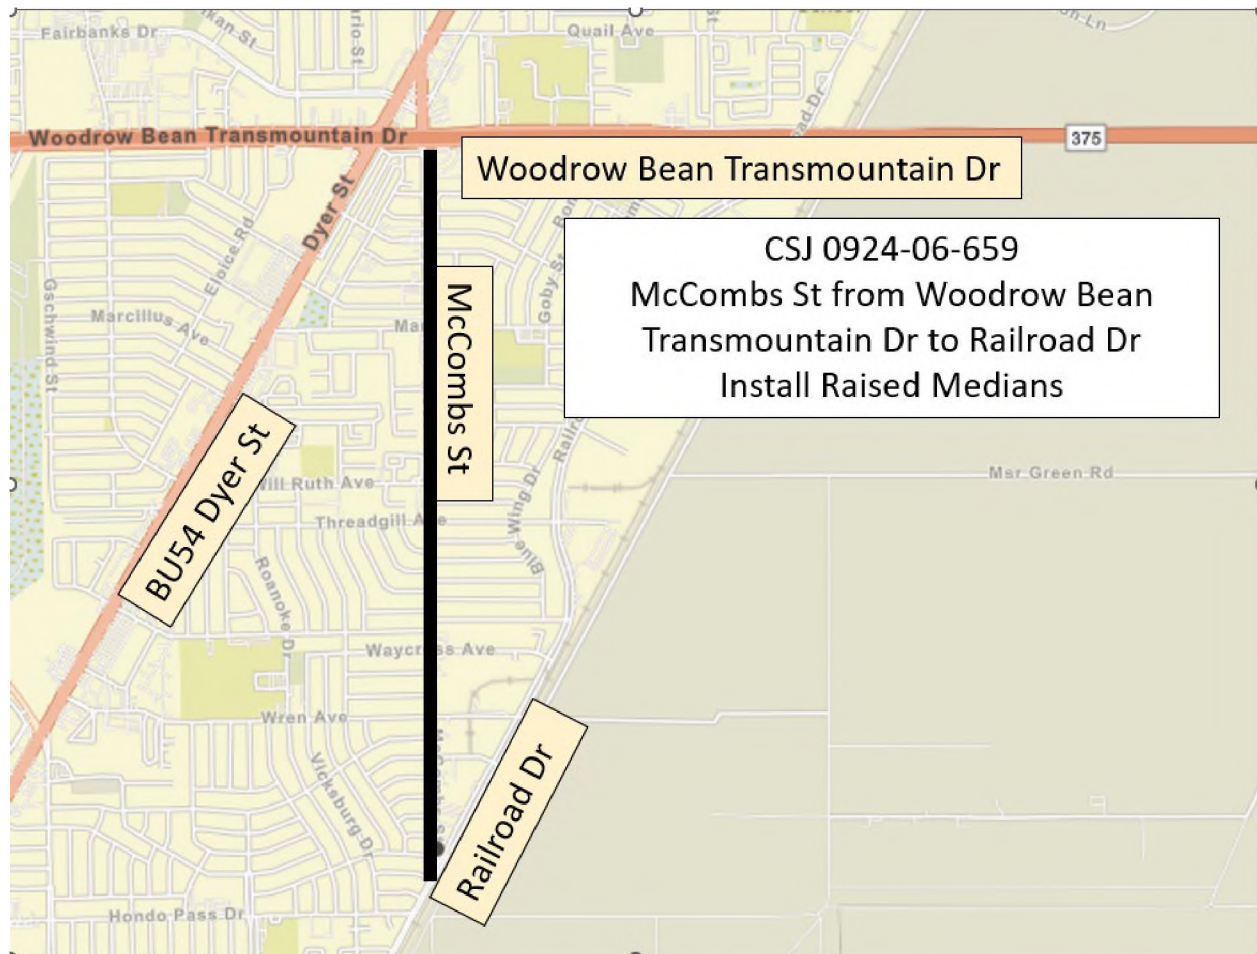 Fairbanks Dr
Quail Ave
Woodrow Bean Transmountain Dr
375
Woodrow Bean Transmountain Dr
Dyer St
Eloice Rd
CSJ 0924-06-659
McCombs St from Woodrow Bean
Transmountain Dr to Railroad Dr
Install Raised Medians
Gschwind St
Marcillus Ave
Goby St
McCombs St
BU54 Dyer St
Ruth Ave
Msr Green Rd
Threadgill
Blue Wing Dr
Roanoke Dr
Ave
Wren Ave
Vicksburg Dr
Railroad Dr
Hondo Pass Dr